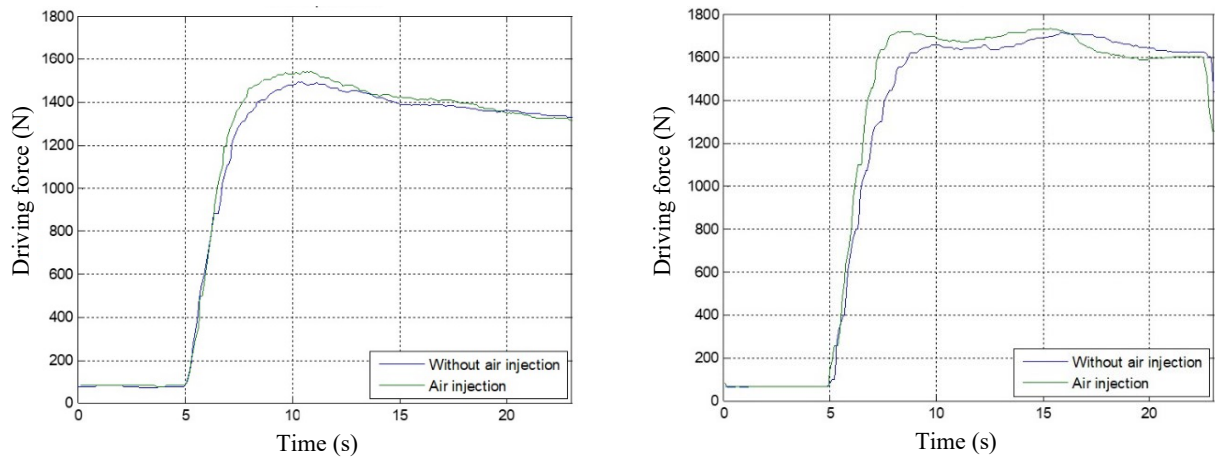 1800
1600
1400
1200
1000
800
600
400
200
0
Driving force (N)
0 5 10 15 20
Time (s)
Without air injection
Air injection
1800
1600
1400
1200
1000
800
600
400
200
0
Driving force (N)
0 5 10 15 20
Time (s)
Without air injection
Air injection